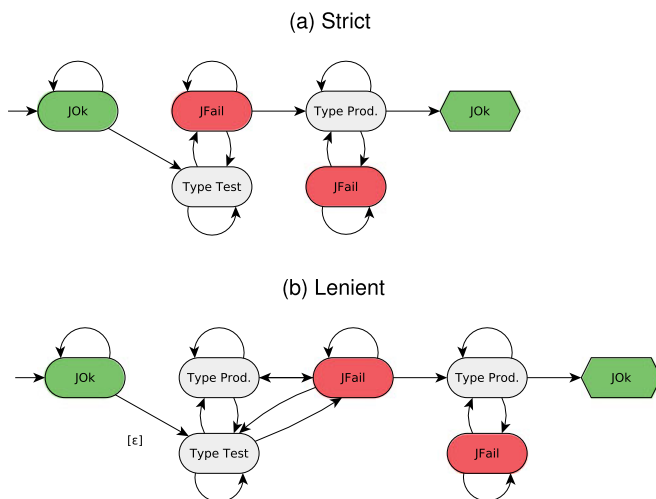 (a) Strict
JOk
JFail
Type Prod.
JOk
Type Test
JFail
(b) Lenient
JOk
Type Prod.
JFail
Type Prod.
JOk
[ε]
Type Test
JFail